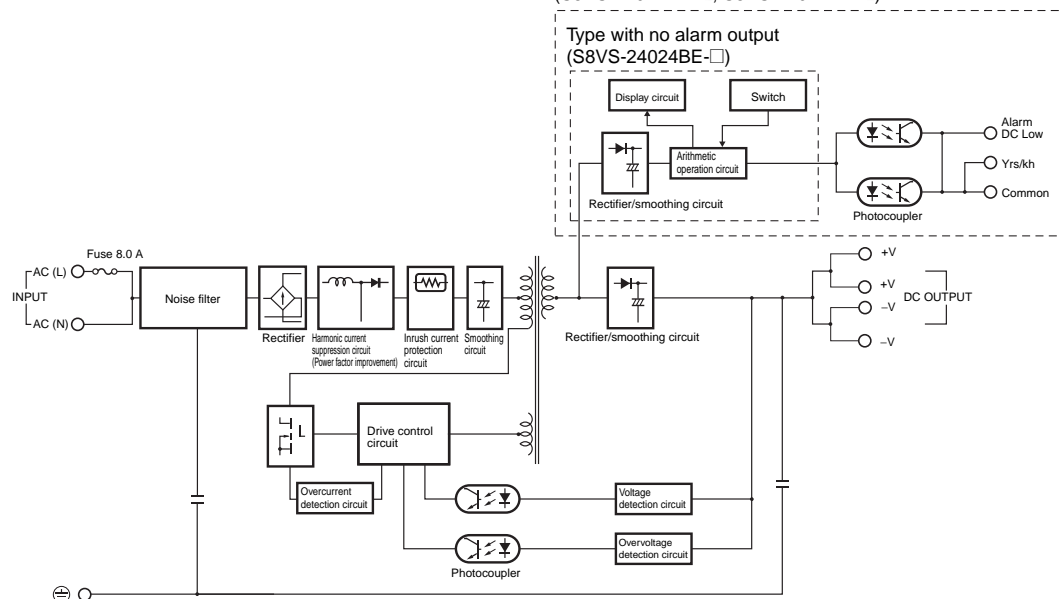 Type with no alarm output
(S8VS-24024BE-□)
Display circuit
Switch
Arithmetic
operation circuit
Rectifier/smoothing circuit
Photocoupler
Alarm
DC Low
Yrs/kh
Common
INPUT
AC (L)
Fuse 8.0 A
AC (N)
Noise filter
Rectifier
Harmonic current
suppression circuit
(Power factor improvement)
Inrush current
protection
circuit
Smoothing
circuit
Rectifier/smoothing circuit
+V
+V
DC OUTPUT
−V
−V
Drive control
circuit
Overcurrent
detection circuit
Voltage
detection circuit
Overvoltage
detection circuit
Photocoupler